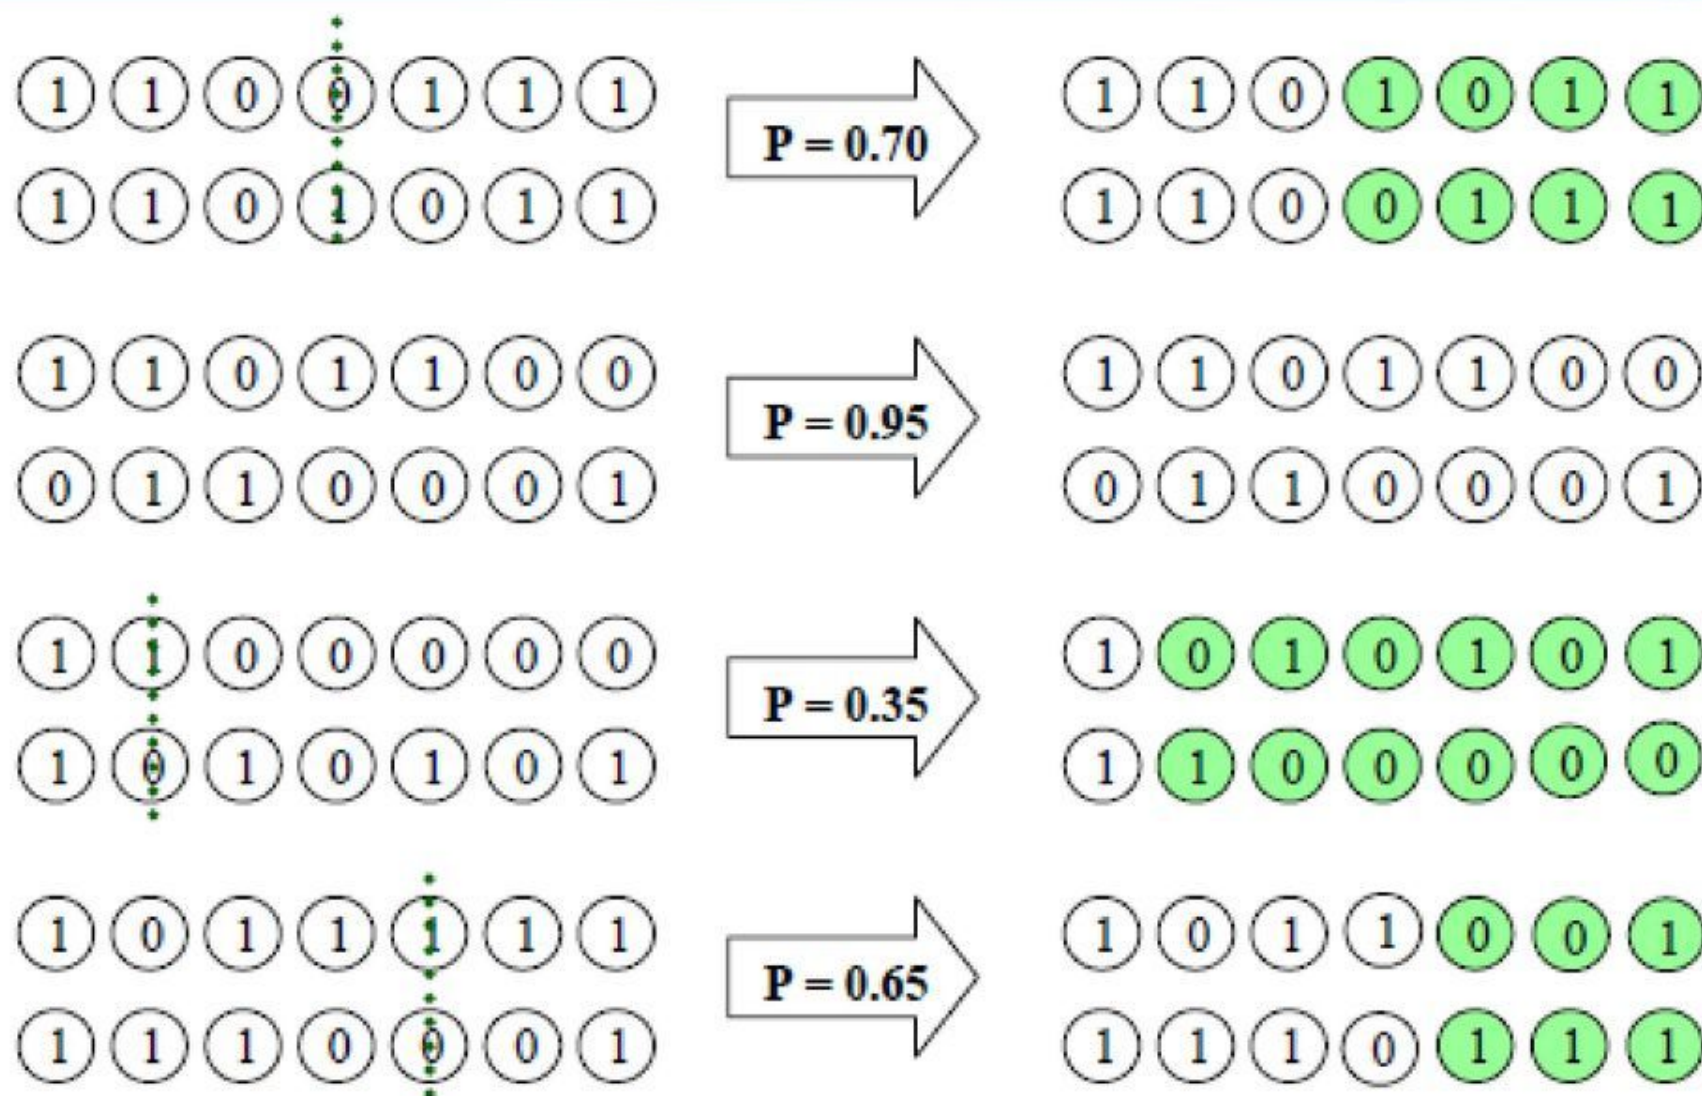 1 1 0 0 1 1 1 1 1 0 1 0 1 1
P = 0.70
1 1 0 1 0 1 1 1 1 0 0 1 1 1
1 1 0 1 1 0 0 1 1 0 1 1 0 0
P = 0.95
0 1 1 0 0 0 1 0 1 1 0 0 0 1
1 1 0 0 0 0 0 1 0 1 0 1 0 1
P = 0.35
1 0 1 0 1 0 1 1 1 0 0 0 0 0
1 0 1 1 1 1 1 1 0 1 1 0 0 1
P = 0.65
1 1 1 0 0 0 1 1 1 1 0 1 1 1